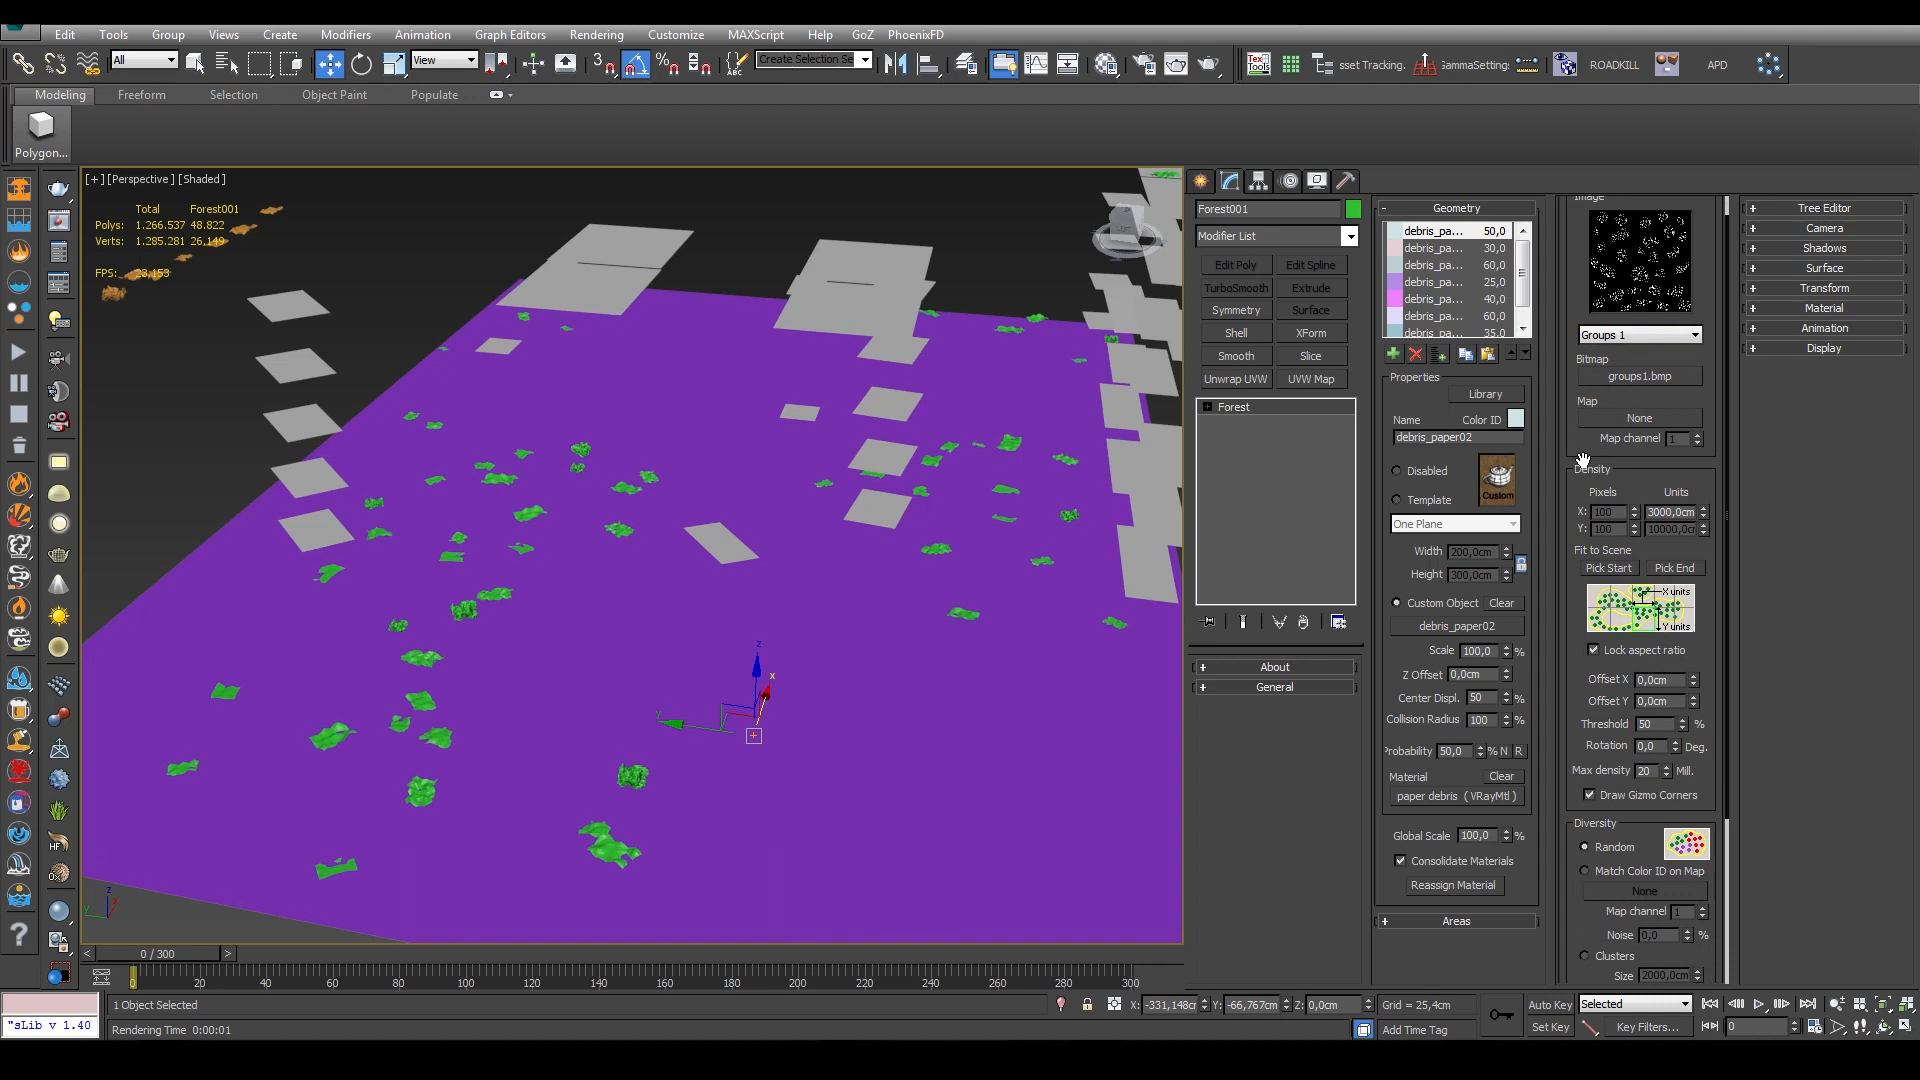 Edit Tools Group Views Create Modifiers Animation Graph Editors Rendering Customize MAXScript Help GoZ PhoenixFD
All View 3 Create Selection Se sset Tracking. GammaSetting: ROADKILL APD
Modeling Freeform Selection Object Paint Populate
Polygon...
[+] [Perspective] [Shaded]
Total Forest001
Polys: 1.266.537 48.822
Verts: 1.285.281 26.149
FPS: 23,153
Forest001
Modifier List
Edit Poly Edit Spline
TurboSmooth Extrude
Symmetry Surface
Shell XForm
Smooth Slice
Unwrap UVW UVW Map
Forest
+ About
+ General
- Geometry
debris_pa... 50,0
debris_pa... 30,0
debris_pa... 60,0
debris_pa... 25,0
debris_pa... 40,0
debris_pa... 60,0
debris_pa... 35,0
Properties
Library
Name Color ID
debris_paper02
Disabled
Template
Custom
One Plane
Width 200,0cm
Height 300,0cm
Custom Object Clear
debris_paper02
Scale 100,0 %
Z Offset 0,0cm
Center Displ. 50 %
Collision Radius 100 %
Probability 50,0 % N R
Material Clear
paper debris ( VRayMtl )
Global Scale 100,0 %
Consolidate Materials
Reassign Material
+ Areas
Image
Groups 1
Bitmap
groups1.bmp
Map
None
Map channel 1
Density
Pixels Units
X: 100 3000,0cm
Y: 100 10000,0cr
Fit to Scene
Pick Start Pick End
X units
Y units
Lock aspect ratio
Offset X 0,0cm
Offset Y 0,0cm
Threshold 50 %
Rotation 0,0 Deg.
Max density 20 Mill.
Draw Gizmo Corners
Diversity
Random
Match Color ID on Map
None
Map channel 1
Noise 0,0 %
Clusters
Size 2000,0cm
+ Tree Editor
+ Camera
+ Shadows
+ Surface
+ Transform
+ Material
+ Animation
+ Display
z
x
y
HF
< 0 / 300 >
0 20 40 60 80 100 120 140 160 180 200 220 240 260 280 300
1 Object Selected X: -331,148cr Y: -66,767cm Z: 0,0cm Grid = 25,4cm Auto Key Selected
"sLib v 1.40 Rendering Time 0:00:01 Add Time Tag Set Key Key Filters... 0